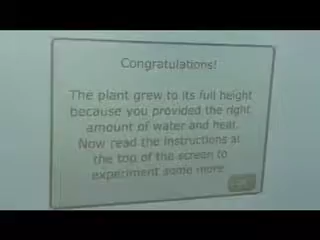 Congratulations!
The plant grew to its full height
because you provided the right
amount of water and heat.
Now read the instructions at
the top of the screen to
experiment some more